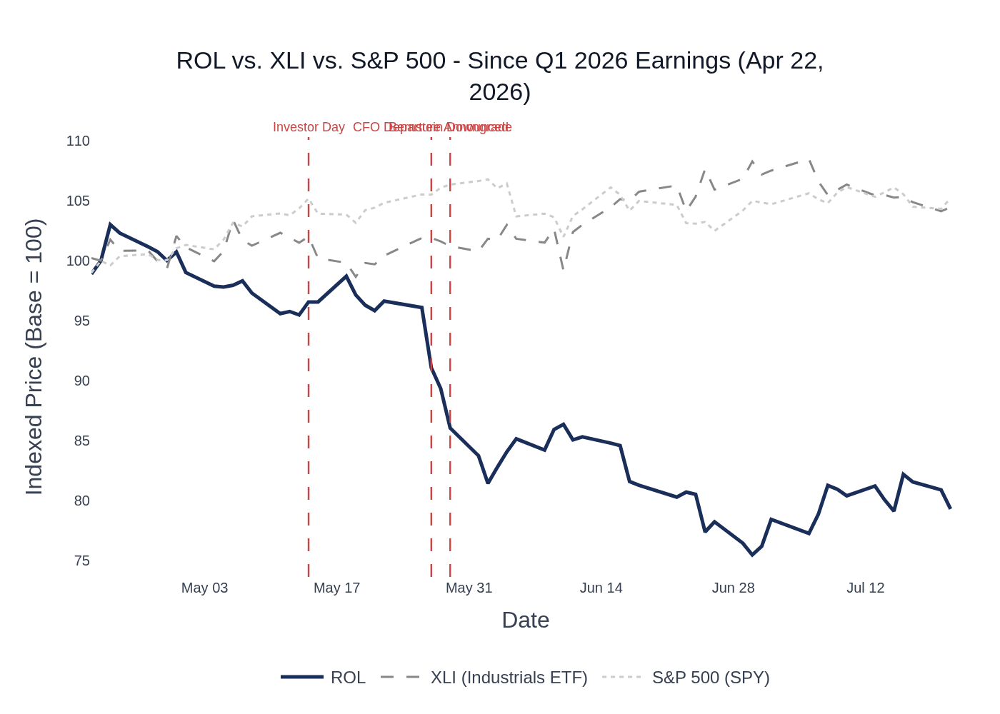 ROL vs. XLI vs. S&P 500 - Since Q1 2026 Earnings (Apr 22,
2026)
Investor Day
CFO Departure Announced
Bernstein Downgrade
110
105
100
95
90
85
80
75
Indexed Price (Base = 100)
May 03
May 17
May 31
Jun 14
Jun 28
Jul 12
Date
ROL
XLI (Industrials ETF)
S&P 500 (SPY)